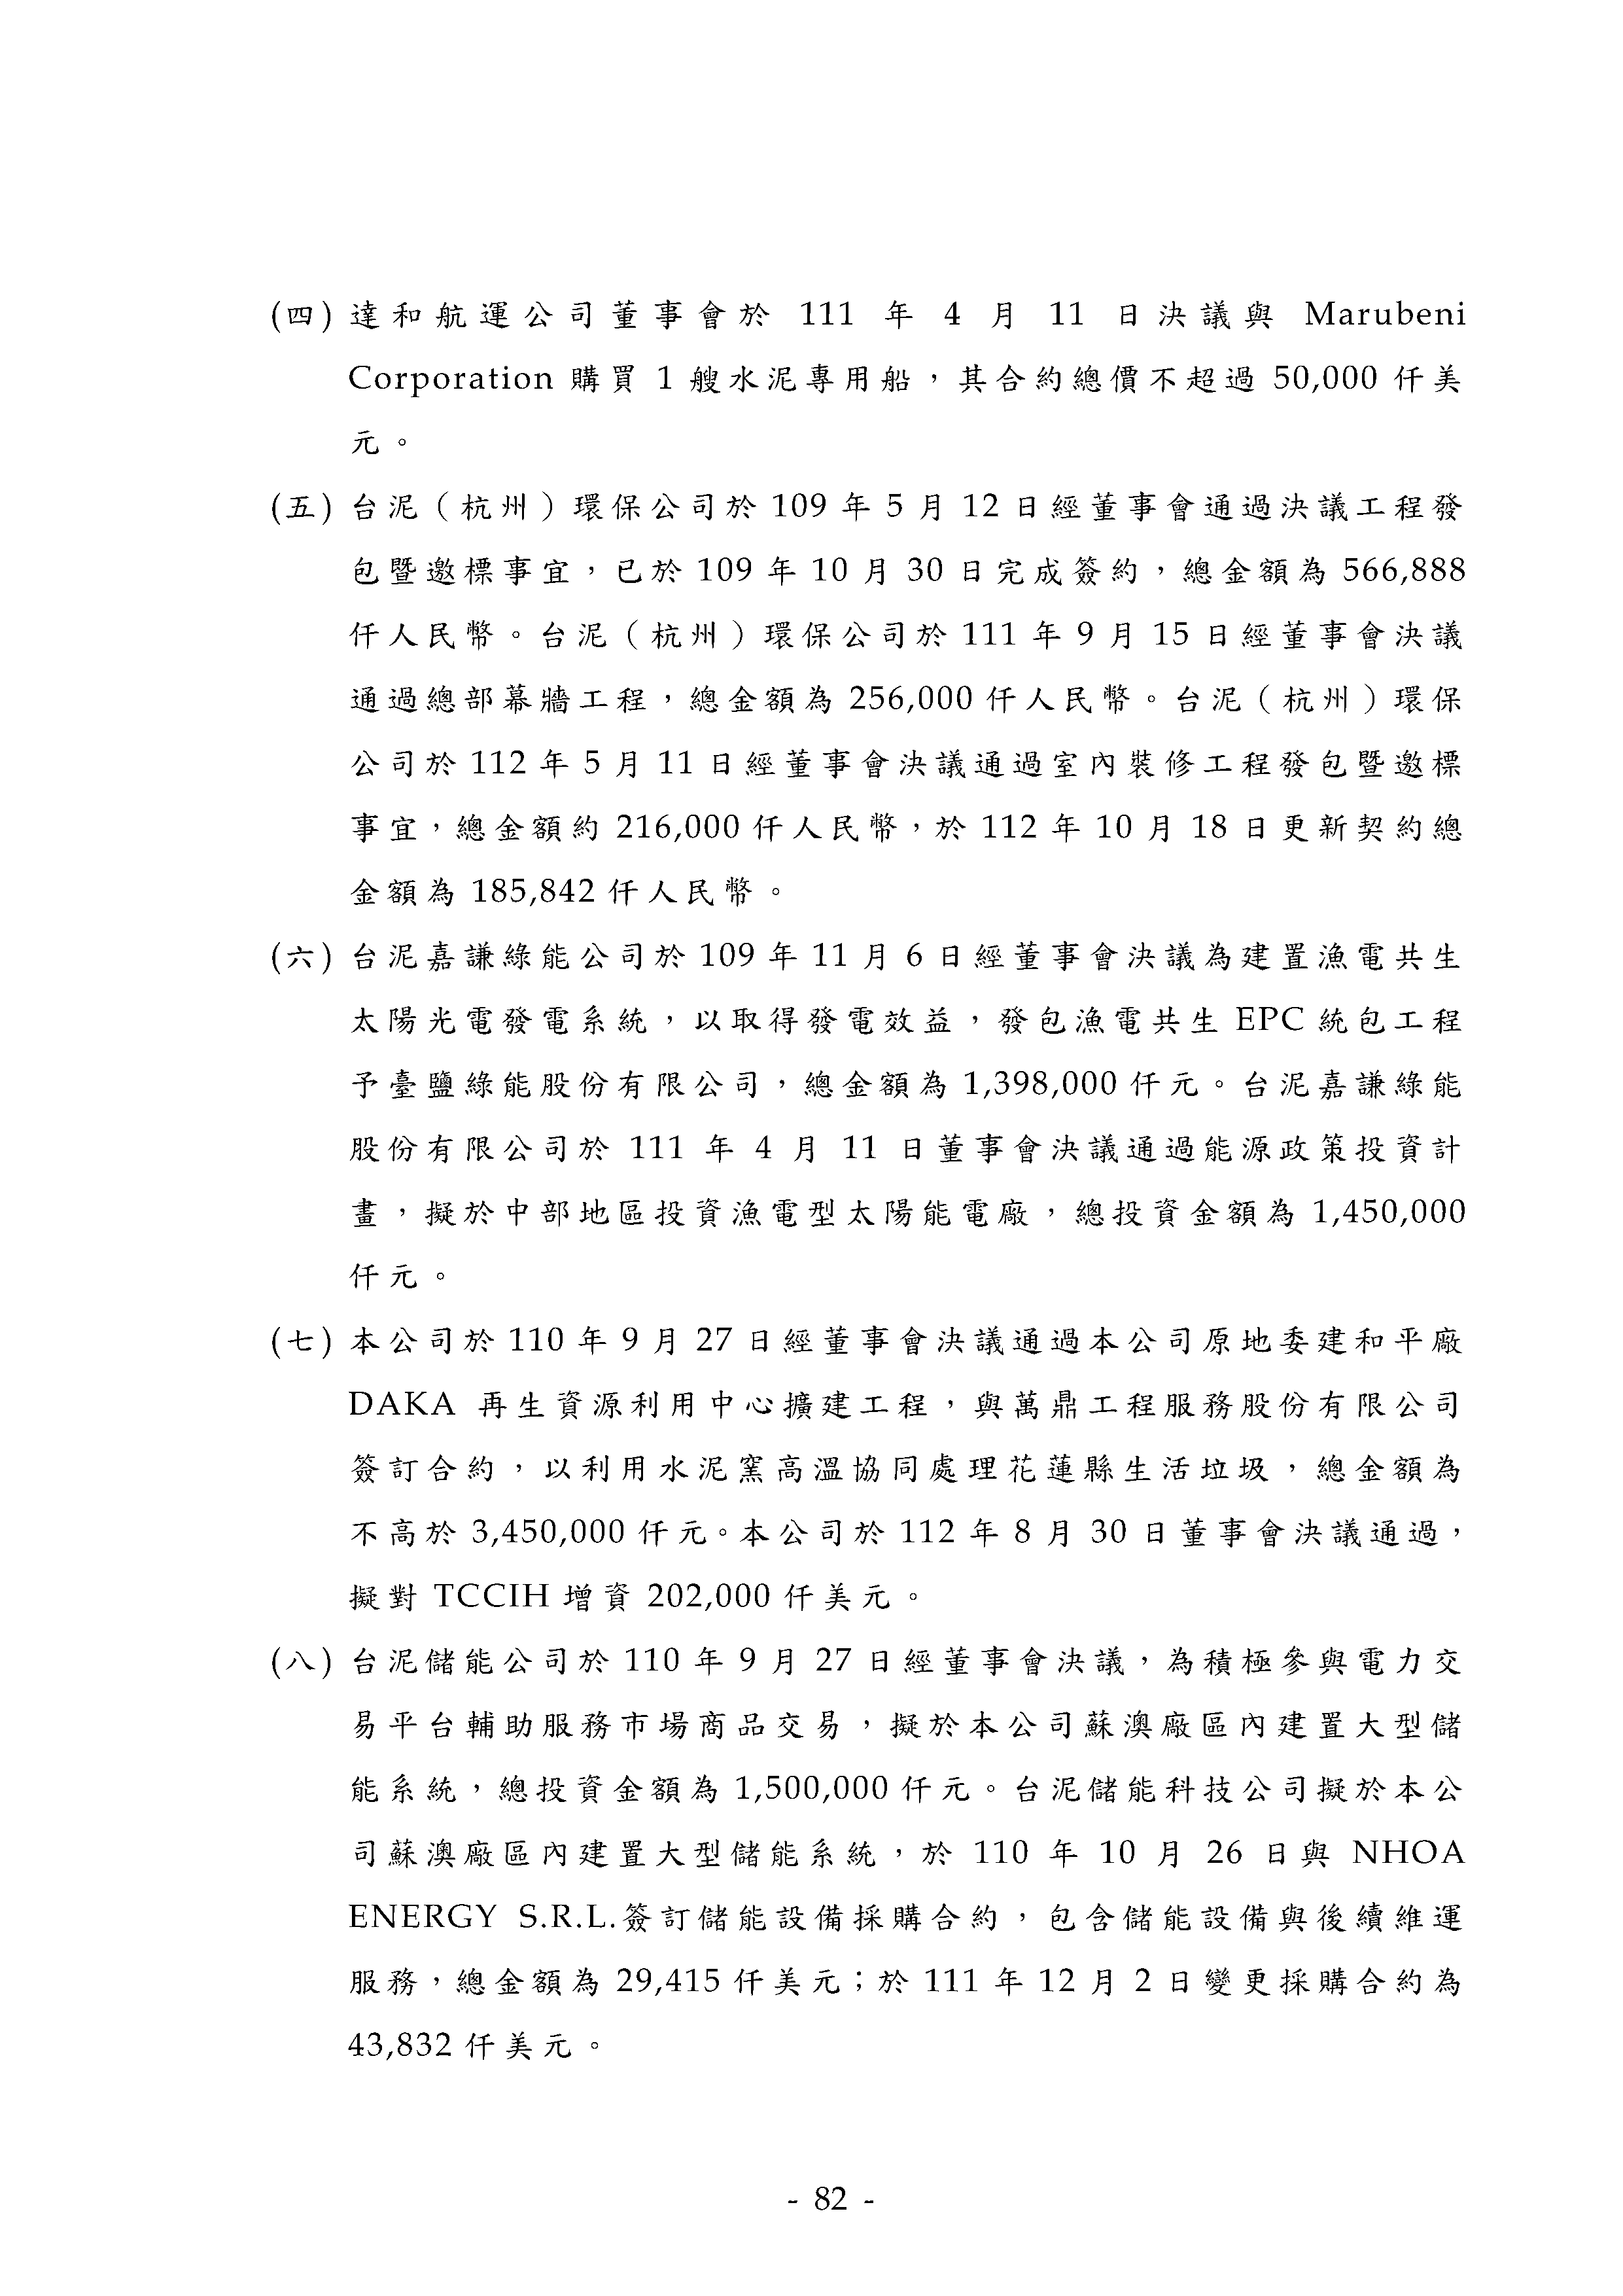 (四) 達和航運公司董事會於 111 年 4 月 11 日決議與 Marubeni
Corporation 購買 1 艘水泥專用船，其合約總價不超過 50,000 仟美
元。
(五) 台泥（杭州）環保公司於 109 年 5 月 12 日經董事會通過決議工程發
包暨邀標事宜，已於 109 年 10 月 30 日完成簽約，總金額為 566,888
仟人民幣。台泥（杭州）環保公司於 111 年 9 月 15 日經董事會決議
通過總部幕牆工程，總金額為 256,000 仟人民幣。台泥（杭州）環保
公司於 112 年 5 月 11 日經董事會決議通過室內裝修工程發包暨邀標
事宜，總金額約 216,000 仟人民幣，於 112 年 10 月 18 日更新契約總
金額為 185,842 仟人民幣。
(六) 台泥嘉謙綠能公司於 109 年 11 月 6 日經董事會決議為建置漁電共生
太陽光電發電系統，以取得發電效益，發包漁電共生 EPC 統包工程
予臺鹽綠能股份有限公司，總金額為 1,398,000 仟元。台泥嘉謙綠能
股份有限公司於 111 年 4 月 11 日董事會決議通過能源政策投資計
畫，擬於中部地區投資漁電型太陽能電廠，總投資金額為 1,450,000
仟元。
(七) 本公司於 110 年 9 月 27 日經董事會決議通過本公司原地委建和平廠
DAKA 再生資源利用中心擴建工程，與萬鼎工程服務股份有限公司
簽訂合約，以利用水泥窯高溫協同處理花蓮縣生活垃圾，總金額為
不高於 3,450,000 仟元。本公司於 112 年 8 月 30 日董事會決議通過，
擬對 TCCIH 增資 202,000 仟美元。
(八) 台泥儲能公司於 110 年 9 月 27 日經董事會決議，為積極參與電力交
易平台輔助服務市場商品交易，擬於本公司蘇澳廠區內建置大型儲
能系統，總投資金額為 1,500,000 仟元。台泥儲能科技公司擬於本公
司蘇澳廠區內建置大型儲能系統，於 110 年 10 月 26 日與 NHOA
ENERGY S.R.L.簽訂儲能設備採購合約，包含儲能設備與後續維運
服務，總金額為 29,415 仟美元；於 111 年 12 月 2 日變更採購合約為
43,832 仟美元。
- 82 -